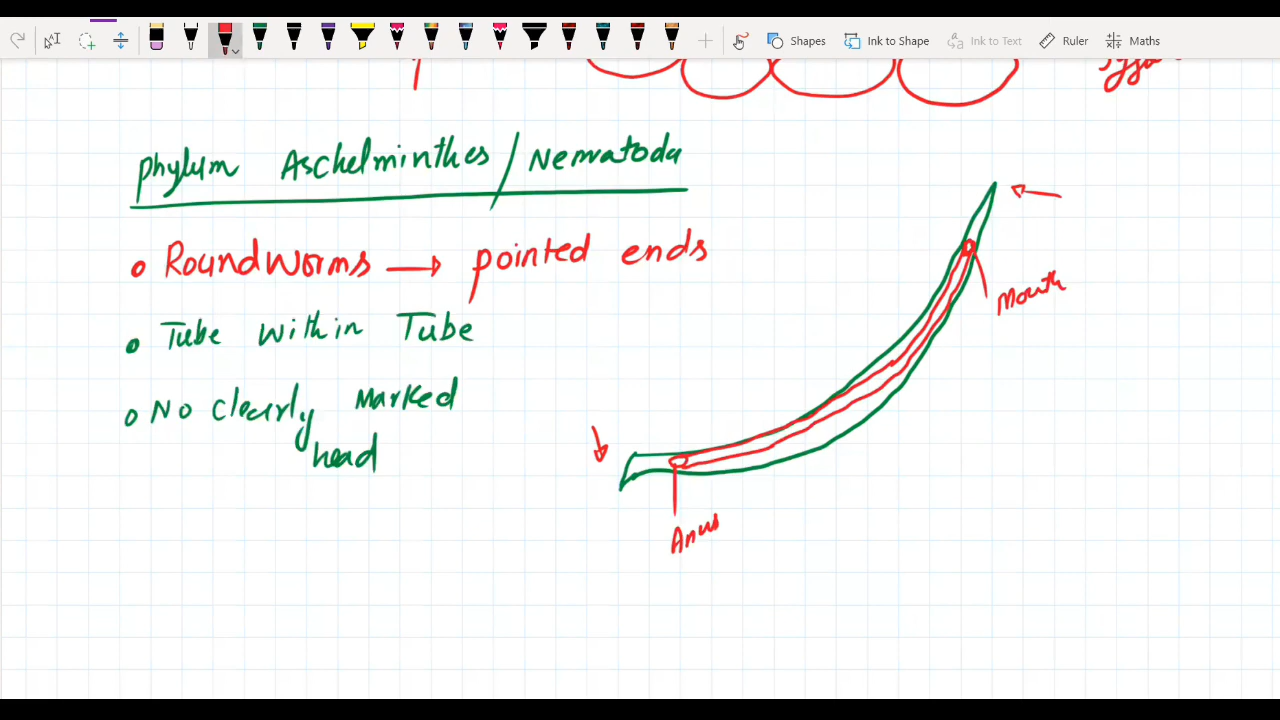 Shapes
Ink to Shape
Ink to Text
Ruler
Maths
Phylum Aschelminthes / Nematoda
Roundworms → pointed ends
Tube within Tube
No clearly Marked
head
Mouth
Anus